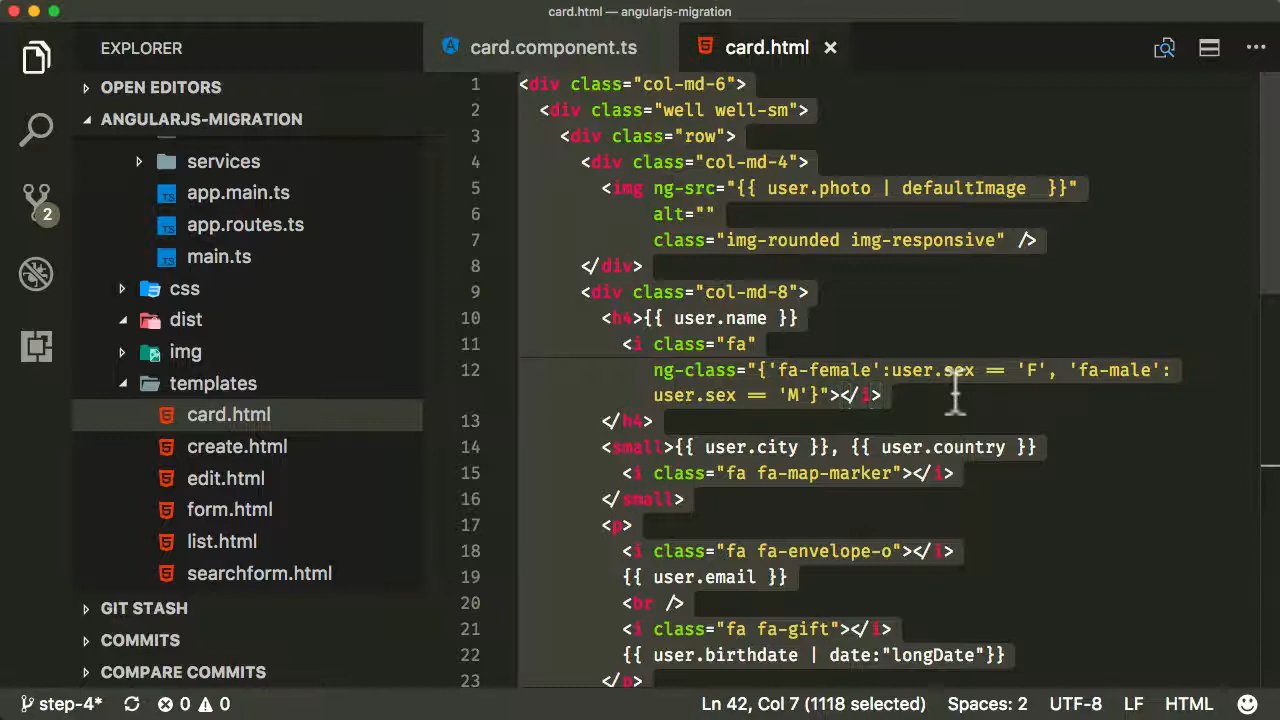 card.html — angularjs-migration
EXPLORER
card.component.ts
card.html
OPEN EDITORS
ANGULARJS-MIGRATION
services
app.main.ts
app.routes.ts
main.ts
css
dist
img
templates
card.html
create.html
edit.html
form.html
list.html
searchform.html
GIT STASH
COMMITS
COMPARE COMMITS
2
1 <div class="col-md-6">
2 <div class="well well-sm">
3 <div class="row">
4 <div class="col-md-4">
5 <img ng-src="{{ user.photo | defaultImage }}"
6 alt=""
7 class="img-rounded img-responsive" />
8 </div>
9 <div class="col-md-8">
10 <h4>{{ user.name }}
11 <i class="fa"
12 ng-class="{'fa-female':user.sex == 'F', 'fa-male':
user.sex == 'M'}"></i>
13 </h4>
14 <small>{{ user.city }}, {{ user.country }}
15 <i class="fa fa-map-marker"></i>
16 </small>
17 <p>
18 <i class="fa fa-envelope-o"></i>
19 {{ user.email }}
20 <br />
21 <i class="fa fa-gift"></i>
22 {{ user.birthdate | date:"longDate"}}
23 </p>
step-4* 0 0 Ln 42, Col 7 (1118 selected) Spaces: 2 UTF-8 LF HTML